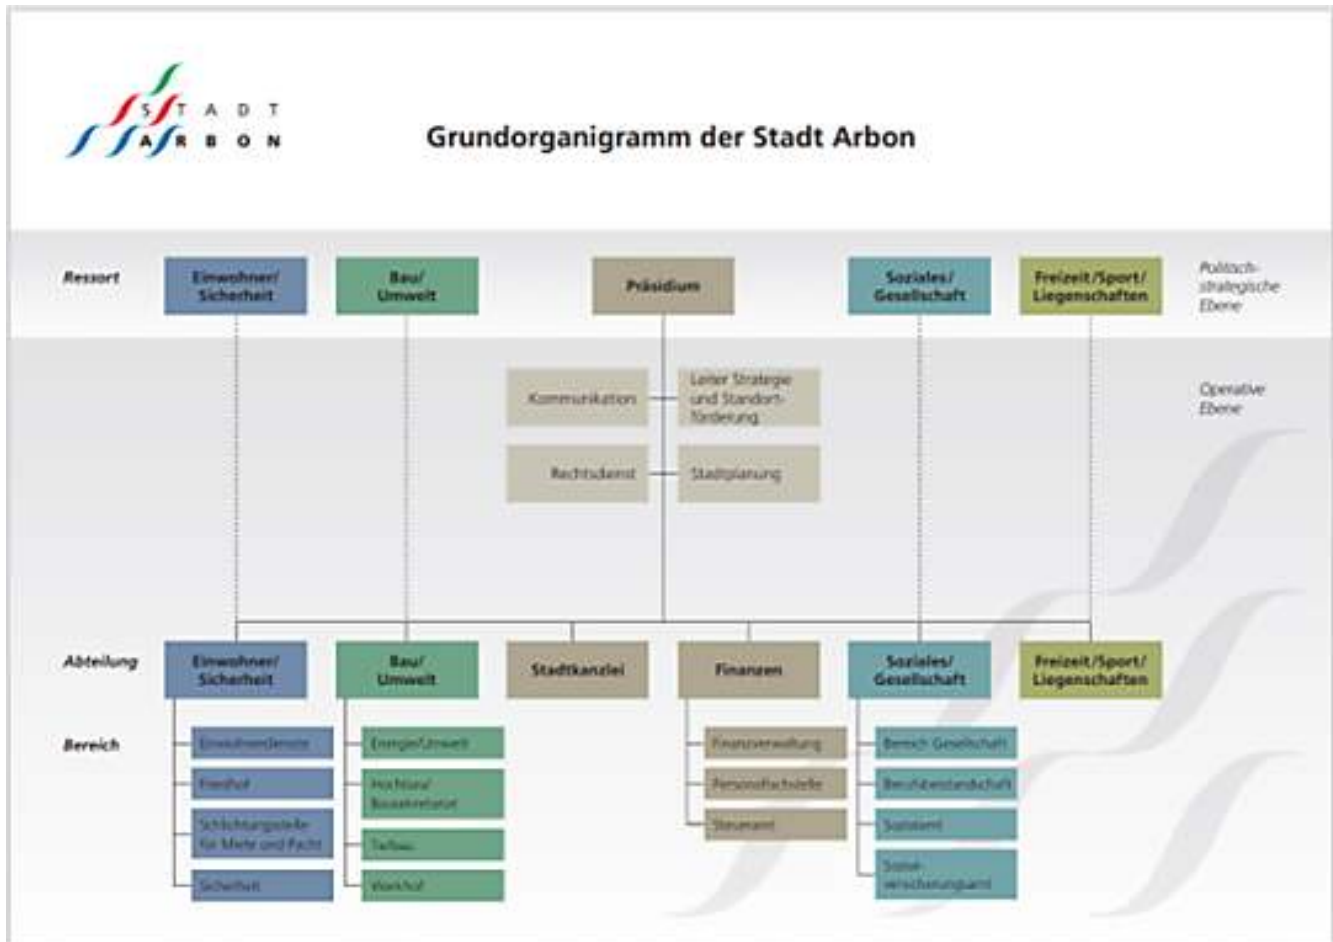 STADT
ARBON
Grundorganigramm der Stadt Arbon
Ressort
Einwohner/
Sicherheit
Bau/
Umwelt
Präsidium
Soziales/
Gesellschaft
Freizeit/Sport/
Liegenschaften
Politisch-
strategische
Ebene
Kommunikation
Leiter Strategie
und Standort-
förderung
Operative
Ebene
Rechtsdienst
Stadtplanung
Abteilung
Einwohner/
Sicherheit
Bau/
Umwelt
Stadtkanzlei
Finanzen
Soziales/
Gesellschaft
Freizeit/Sport/
Liegenschaften
Bereich
Einwohnerdienste
Friedhof
Schlichtungsstelle
für Miete und Pacht
Sicherheit
Energie/Umwelt
Hochbau/
Bausekretariat
Tiefbau
Werkhof
Finanzverwaltung
Personalfachstelle
Steueramt
Bereich Gesellschaft
Berufsbeistandschaft
Sozialamt
Sozial-
versicherungsamt